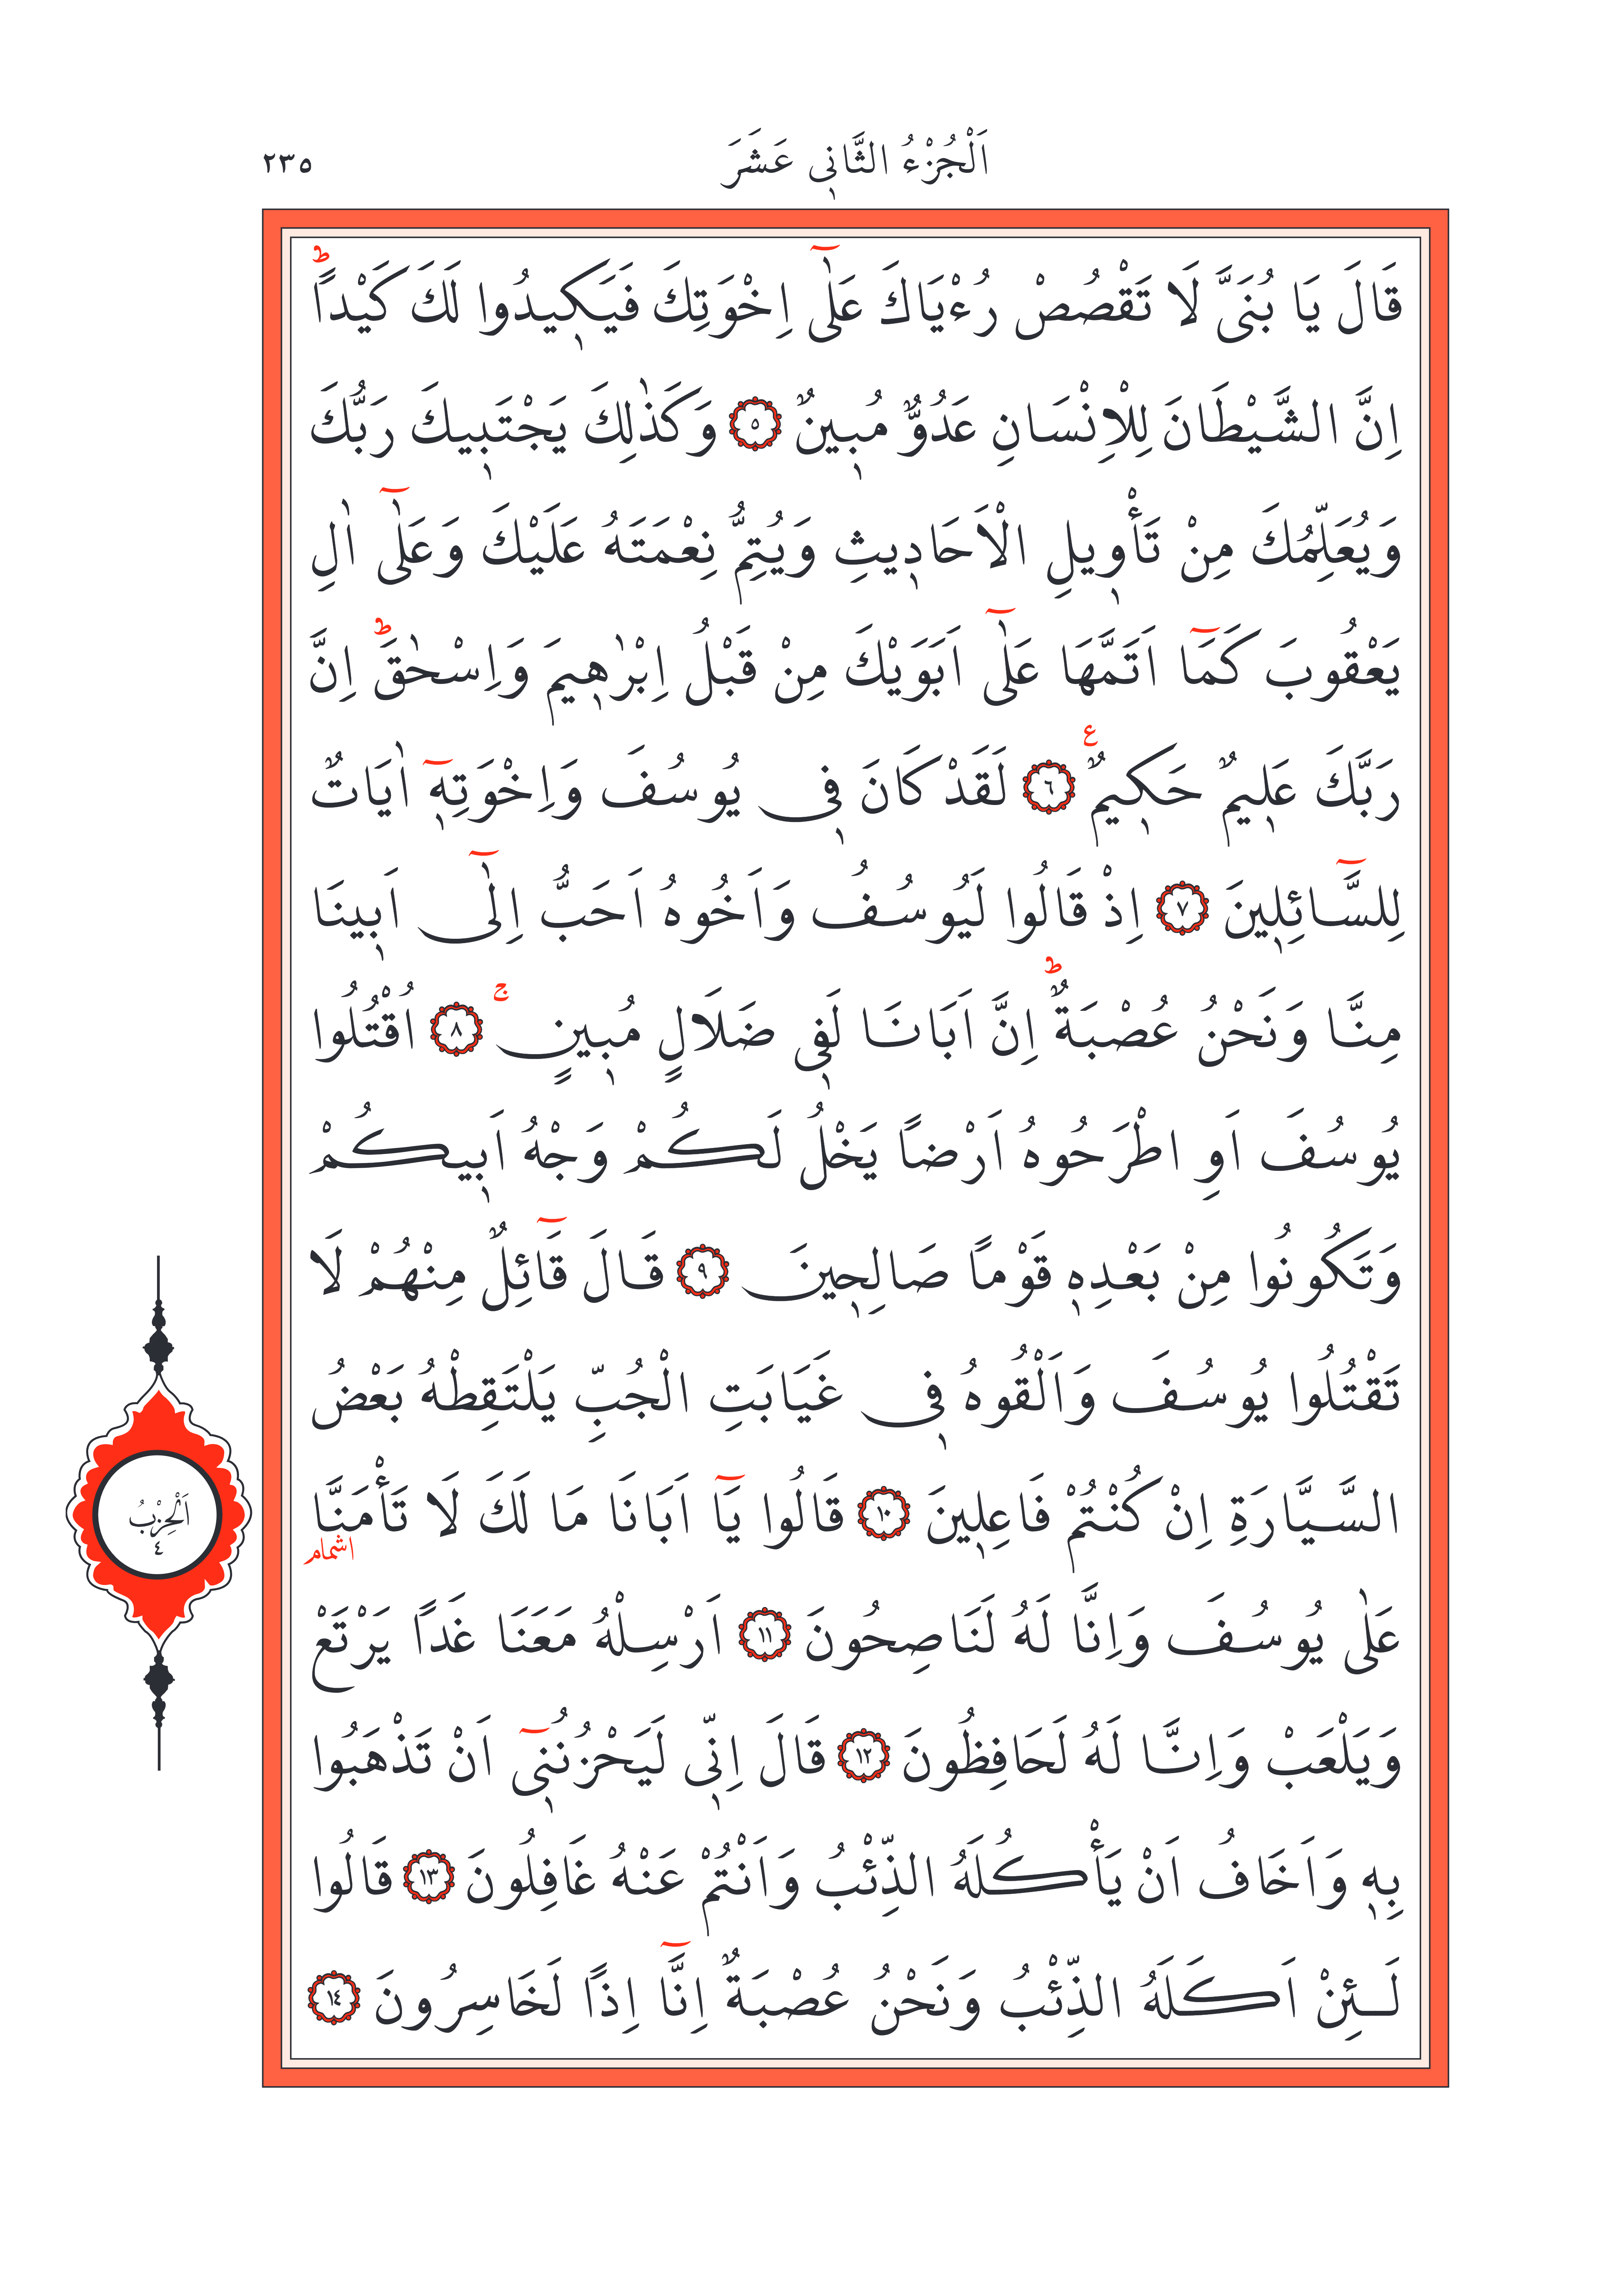 اَلْجُزْءُ الثَّانٖي عَشَرَ
٢٣٥
قَالَ يَا بُنَيَّ لَا تَقْصُصْ رُءْيَاكَ عَلٰٓى اِخْوَتِكَ فَيَكٖيدُوا لَكَ كَيْداًؕ
اِنَّ الشَّيْطَانَ لِلْاِنْسَانِ عَدُوٌّ مُبٖينٌ ٥ وَكَذٰلِكَ يَجْتَبٖيكَ رَبُّكَ
وَيُعَلِّمُكَ مِنْ تَأْوٖيلِ الْاَحَادٖيثِ وَيُتِمُّ نِعْمَتَهُ عَلَيْكَ وَعَلٰٓى اٰلِ
يَعْقُوبَ كَمَٓا اَتَمَّهَا عَلٰٓى اَبَوَيْكَ مِنْ قَبْلُ اِبْرٰهٖيمَ وَاِسْحٰقَؕ اِنَّ
رَبَّكَ عَلٖيمٌ حَكٖيمٌ ع ٦ لَقَدْ كَانَ فٖي يُوسُفَ وَاِخْوَتِهٖٓ اٰيَاتٌ
لِلسَّٓائِلٖينَ ٧ اِذْ قَالُوا لَيُوسُفُ وَاَخُوهُ اَحَبُّ اِلٰٓى اَبٖينَا
مِنَّا وَنَحْنُ عُصْبَةٌؕ اِنَّ اَبَانَا لَفٖي ضَلَالٍ مُبٖينٍۚ ٨ اُقْتُلُوا
يُوسُفَ اَوِ اطْرَحُوهُ اَرْضاً يَخْلُ لَكُمْ وَجْهُ اَبٖيكُمْ
وَتَكُونُوا مِنْ بَعْدِهٖ قَوْماً صَالِحٖينَ ٩ قَالَ قَٓائِلٌ مِنْهُمْ لَا
تَقْتُلُوا يُوسُفَ وَاَلْقُوهُ فٖي غَيَابَتِ الْجُبِّ يَلْتَقِطْهُ بَعْضُ
السَّيَّارَةِ اِنْ كُنْتُمْ فَاعِلٖينَ ١٠ قَالُوا يَٓا اَبَانَا مَا لَكَ لَا تَأْمَنَّا
اشمام
عَلٰى يُوسُفَ وَاِنَّا لَهُ لَنَاصِحُونَ ١١ اَرْسِلْهُ مَعَنَا غَداً يَرْتَعْ
وَيَلْعَبْ وَاِنَّا لَهُ لَحَافِظُونَ ١٢ قَالَ اِنّٖي لَيَحْزُنُنٖٓي اَنْ تَذْهَبُوا
بِهٖ وَاَخَافُ اَنْ يَأْكُلَهُ الذِّئْبُ وَاَنْتُمْ عَنْهُ غَافِلُونَ ١٣ قَالُوا
لَئِنْ اَكَلَهُ الذِّئْبُ وَنَحْنُ عُصْبَةٌ اِنَّٓا اِذاً لَخَاسِرُونَ ١٤
اَلْحِزْبُ
٤